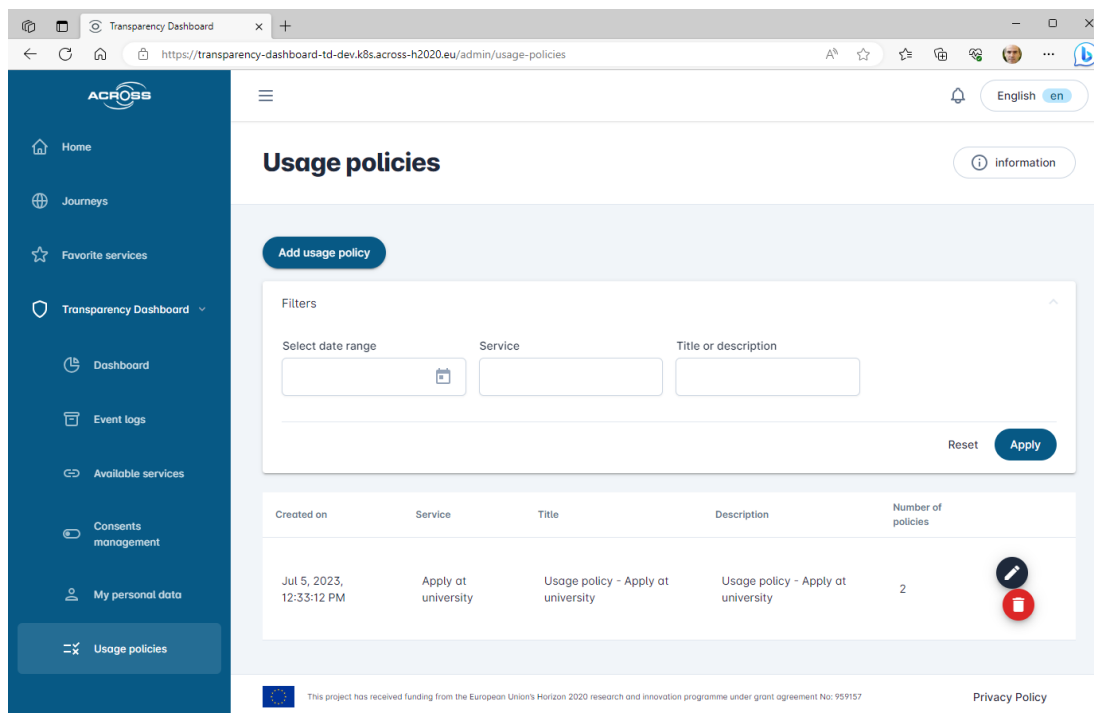 Transparency Dashboard
https://transparency-dashboard-td-dev.k8s.across-h2020.eu/admin/usage-policies
ACROSS
English en
Home
Usage policies
information
Journeys
Favorite services
Add usage policy
Transparency Dashboard
Filters
Select date range
Service
Title or description
Dashboard
Event logs
Reset
Apply
Available services
Created on
Service
Title
Description
Number of
policies
Consents
management
Jul 5, 2023,
12:33:12 PM
Apply at
university
Usage policy - Apply at
university
Usage policy - Apply at
university
2
My personal data
Usage policies
This project has received funding from the European Union's Horizon 2020 research and innovation programme under grant agreement No: 959157
Privacy Policy